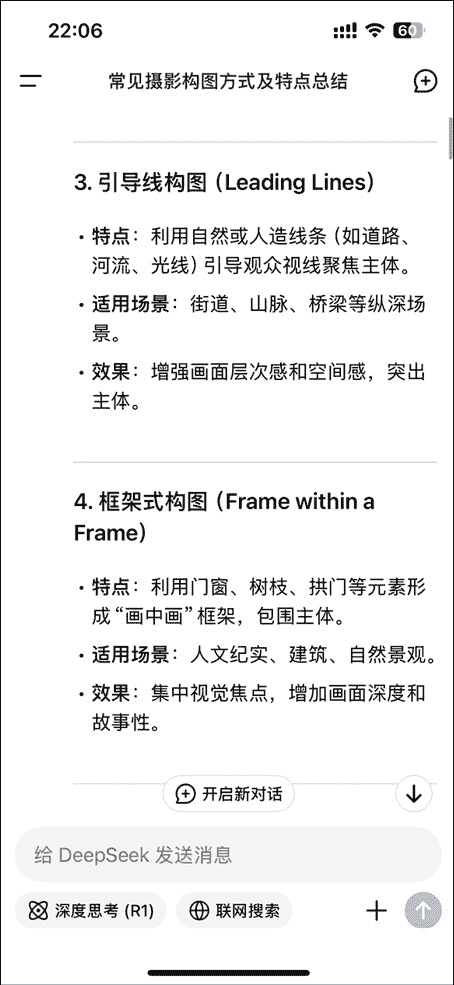 22:06
60
常见摄影构图方式及特点总结
3. 引导线构图（Leading Lines）
• 特点：利用自然或人造线条（如道路、
河流、光线）引导观众视线聚焦主体。
• 适用场景：街道、山脉、桥梁等纵深场
景。
• 效果：增强画面层次感和空间感，突出
主体。
4. 框架式构图（Frame within a
Frame）
• 特点：利用门窗、树枝、拱门等元素形
成“画中画”框架，包围主体。
• 适用场景：人文纪实、建筑、自然景观。
• 效果：集中视觉焦点，增加画面深度和
故事性。
开启新对话
给 DeepSeek 发送消息
深度思考 (R1)
联网搜索